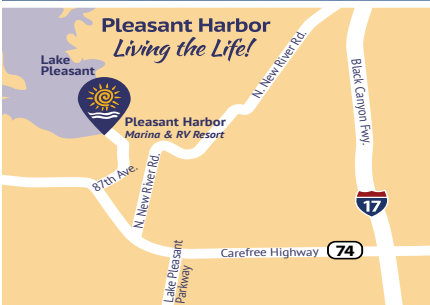 Pleasant Harbor
Living the Life!
Lake
Pleasant
Pleasant Harbor
Marina & RV Resort
N. New River Rd.
Black Canyon Fwy.
87th Ave.
N. New River Rd.
17
Carefree Highway 74
Lake Pleasant
Parkway